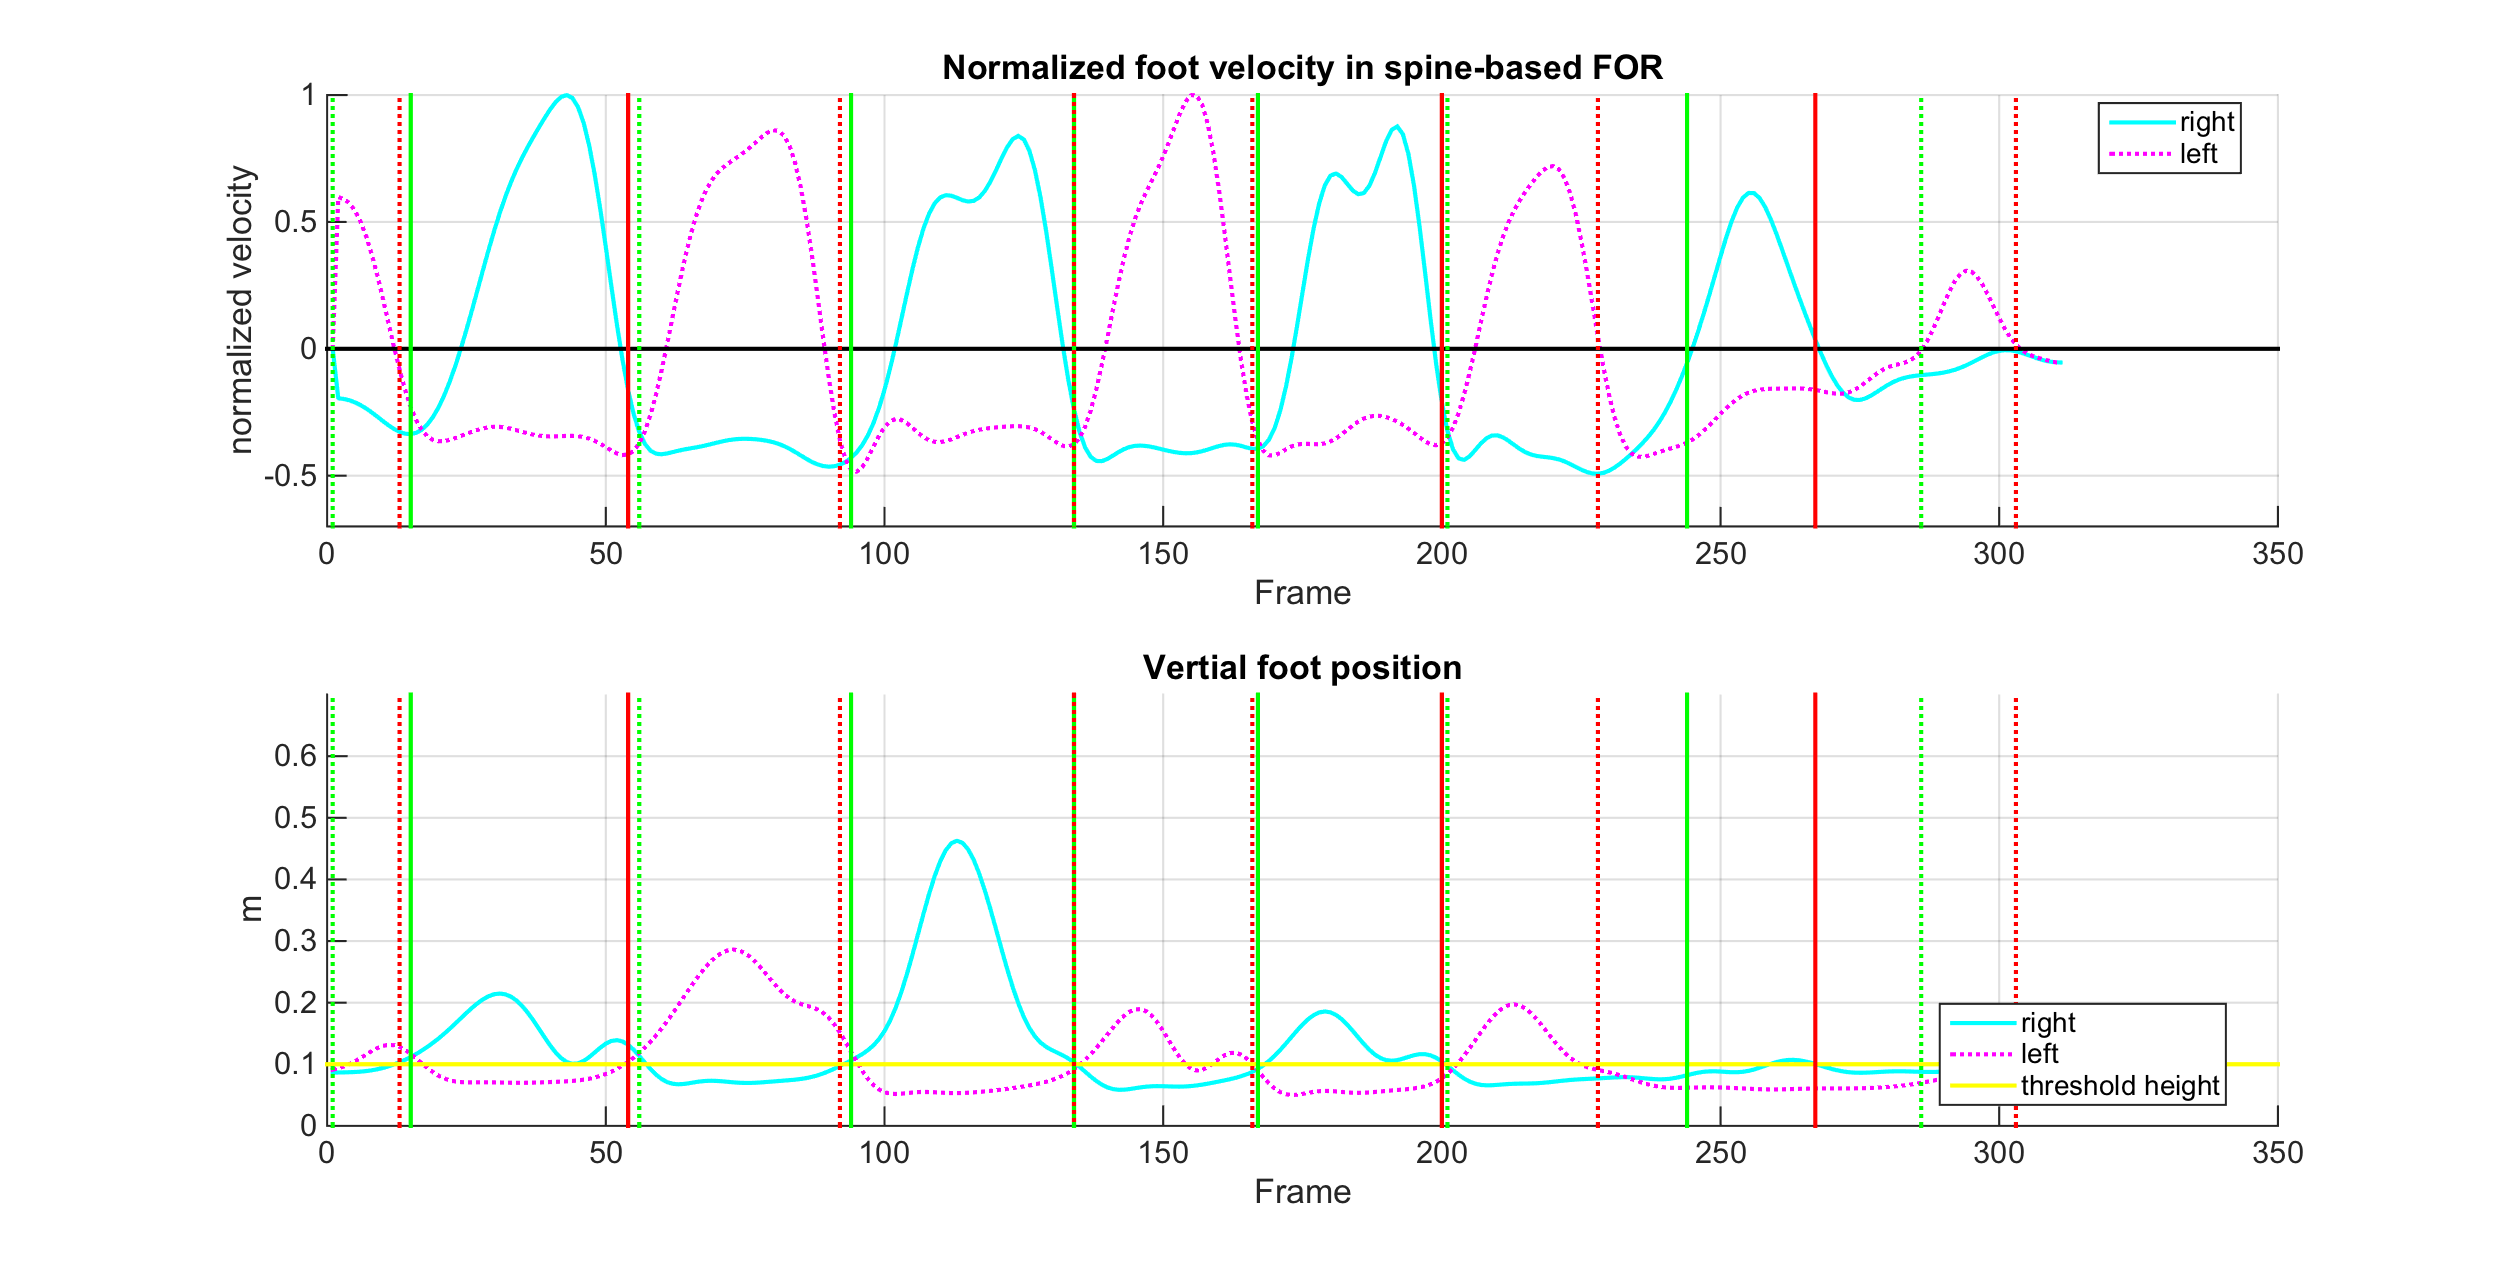 Normalized foot velocity in spine-based FOR
normalized velocity
1
0.5
0
-0.5
0 50 100 150 200 250 300 350
Frame
right
left
Vertial foot position
m
0.6
0.5
0.4
0.3
0.2
0.1
0
0 50 100 150 200 250 300 350
Frame
right
left
threshold height